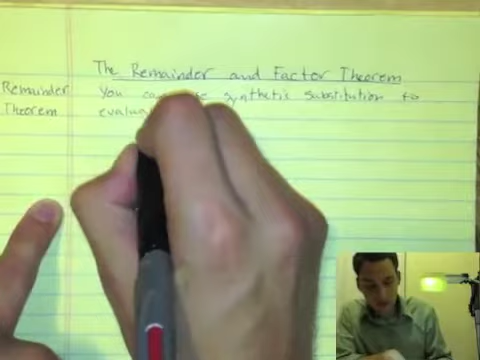 The Remainder and Factor Theorem
Remainder You synthetic substitution to
Theorem